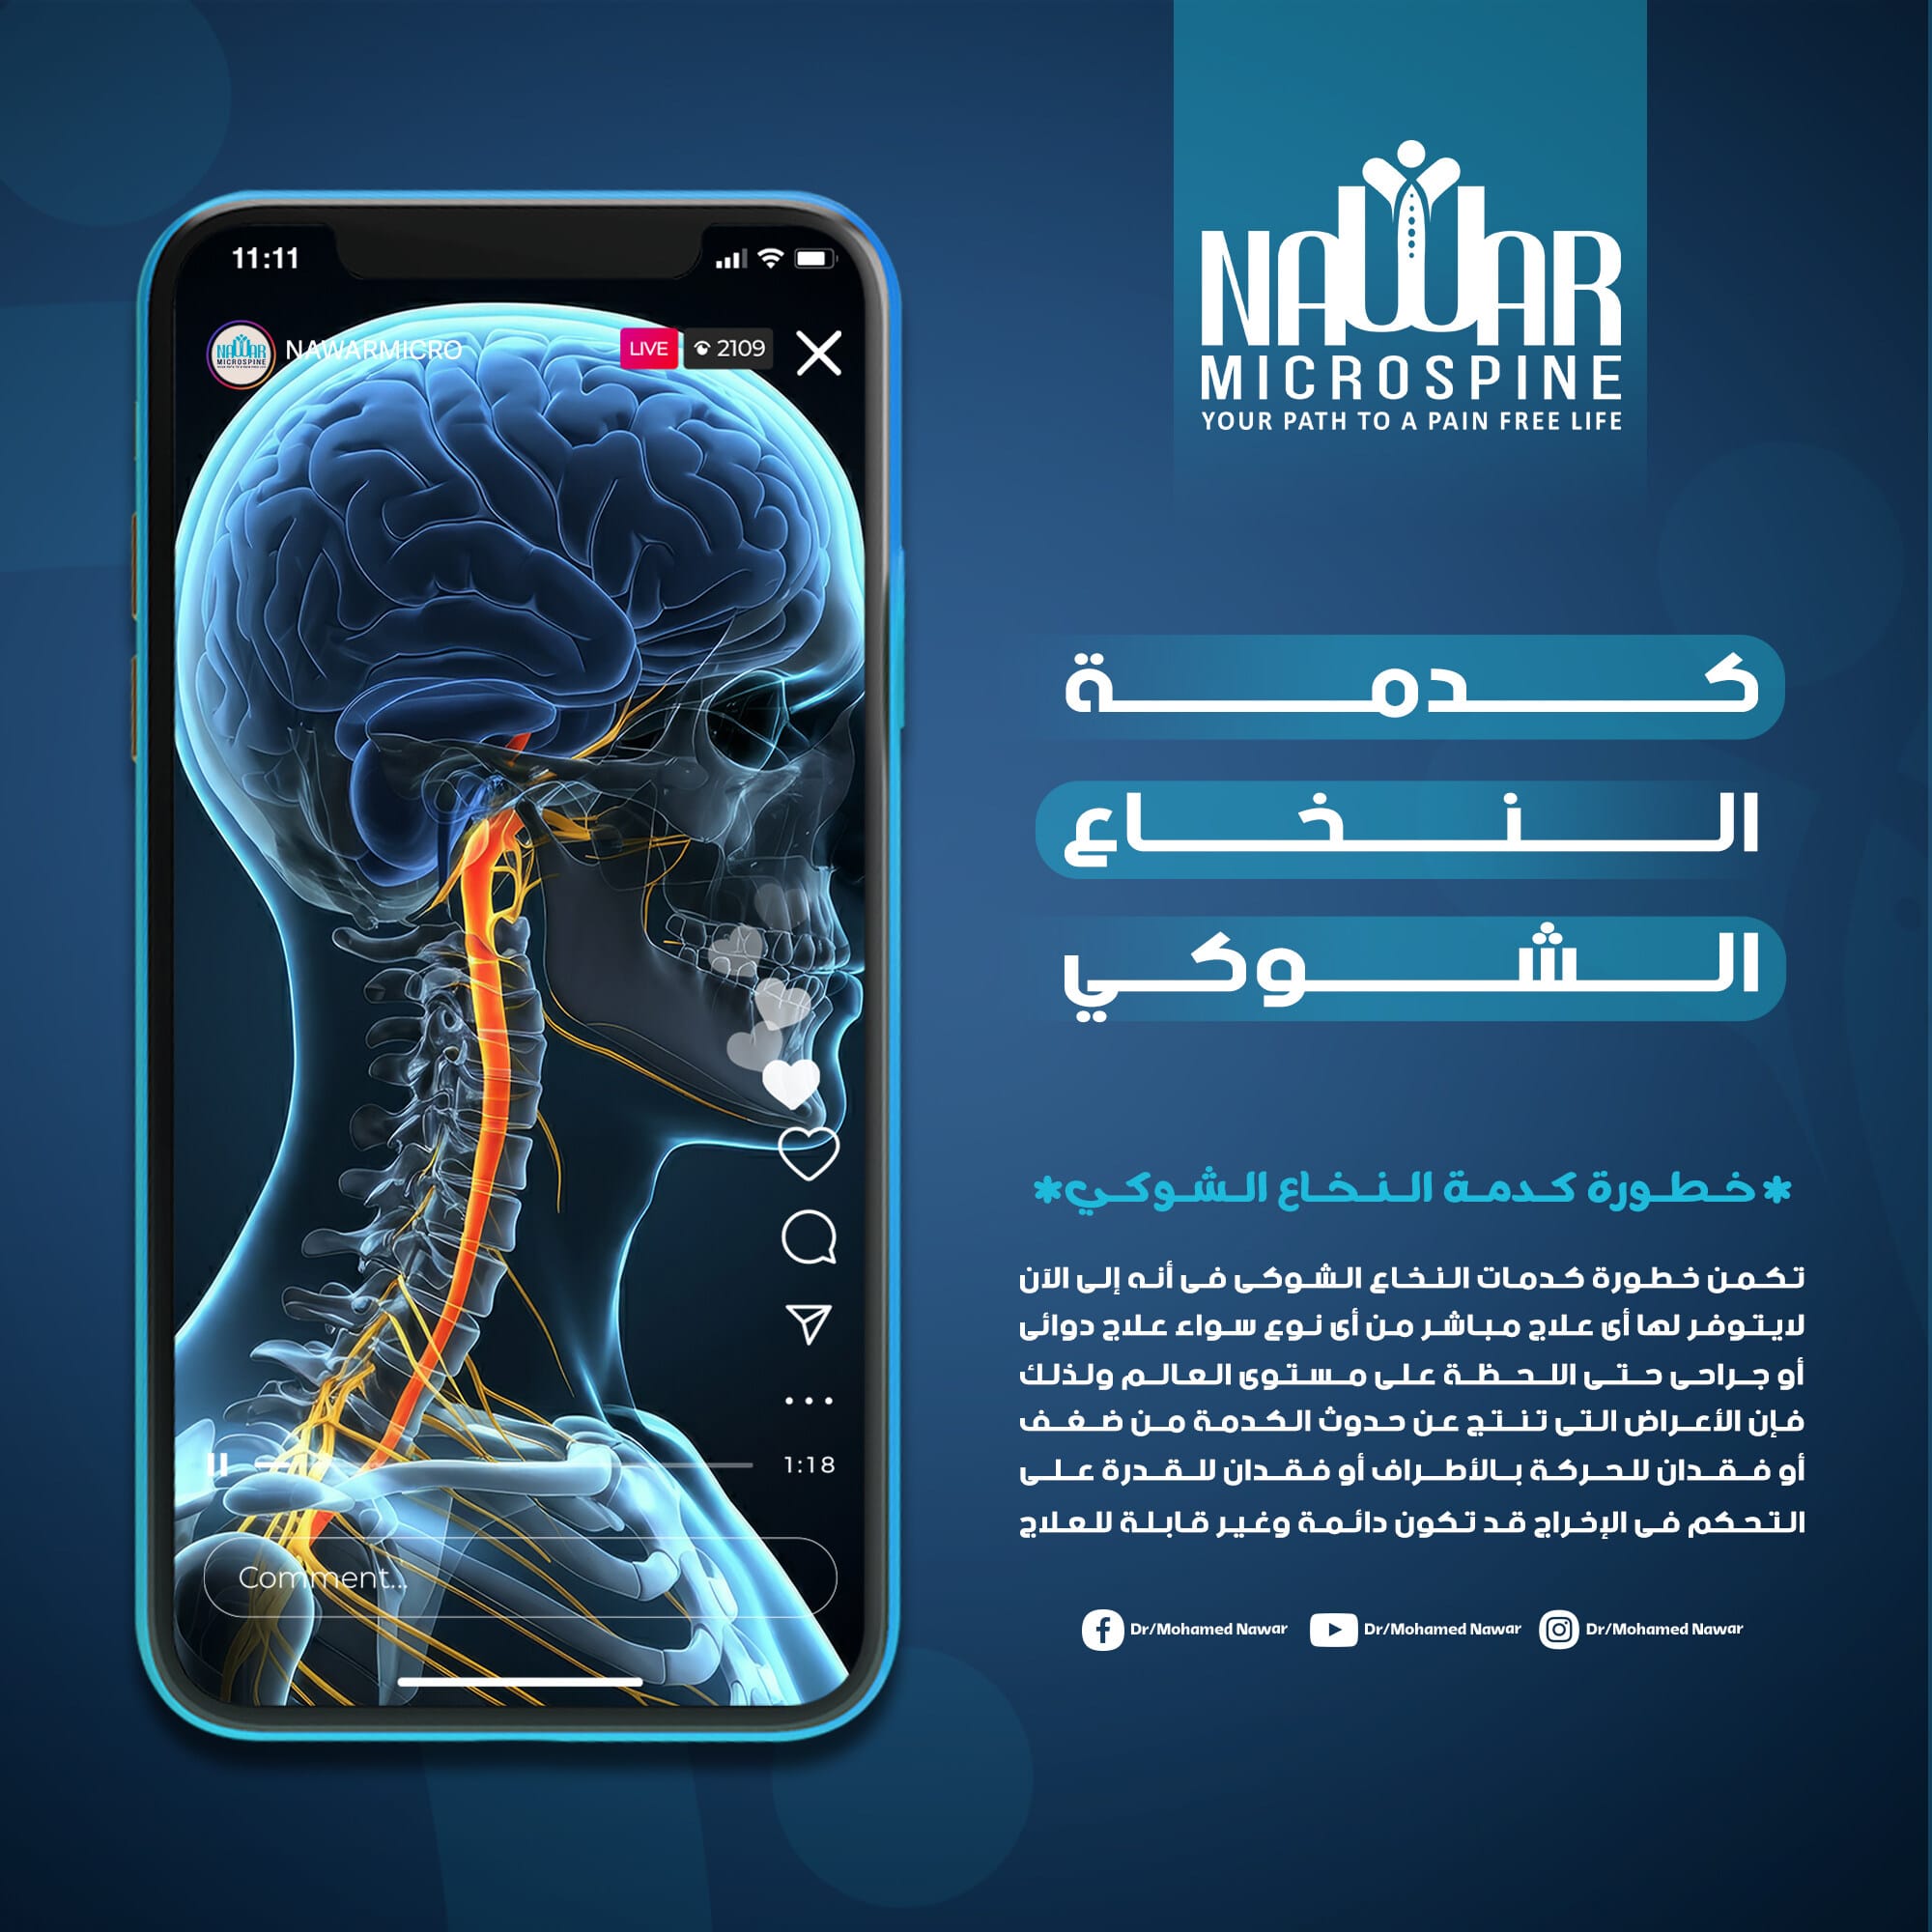 NAWAR
MICROSPINE
YOUR PATH TO A PAIN FREE LIFE
11:11
NAWAR
MICROSPINE
NAWARMICRO
LIVE
2109
1:18
Comment...
كدمة
النخاع
الشوكي
*خطورة كدمة النخاع الشوكي*
تكمن خطورة كدمات النخاع الشوكى فى أنه إلى الآن
لايتوفر لها أى علاج مباشر من أى نوع سواء علاج دوائى
أو جراحى حتى اللحظة على مستوى العالم ولذلك
فإن الأعراض التى تنتج عن حدوث الكدمة من ضغف
أو فقدان للحركة بالأطراف أو فقدان للقدرة على
التحكم فى الإخراج قد تكون دائمة وغير قابلة للعلاج
Dr/Mohamed Nawar
Dr/Mohamed Nawar
Dr/Mohamed Nawar